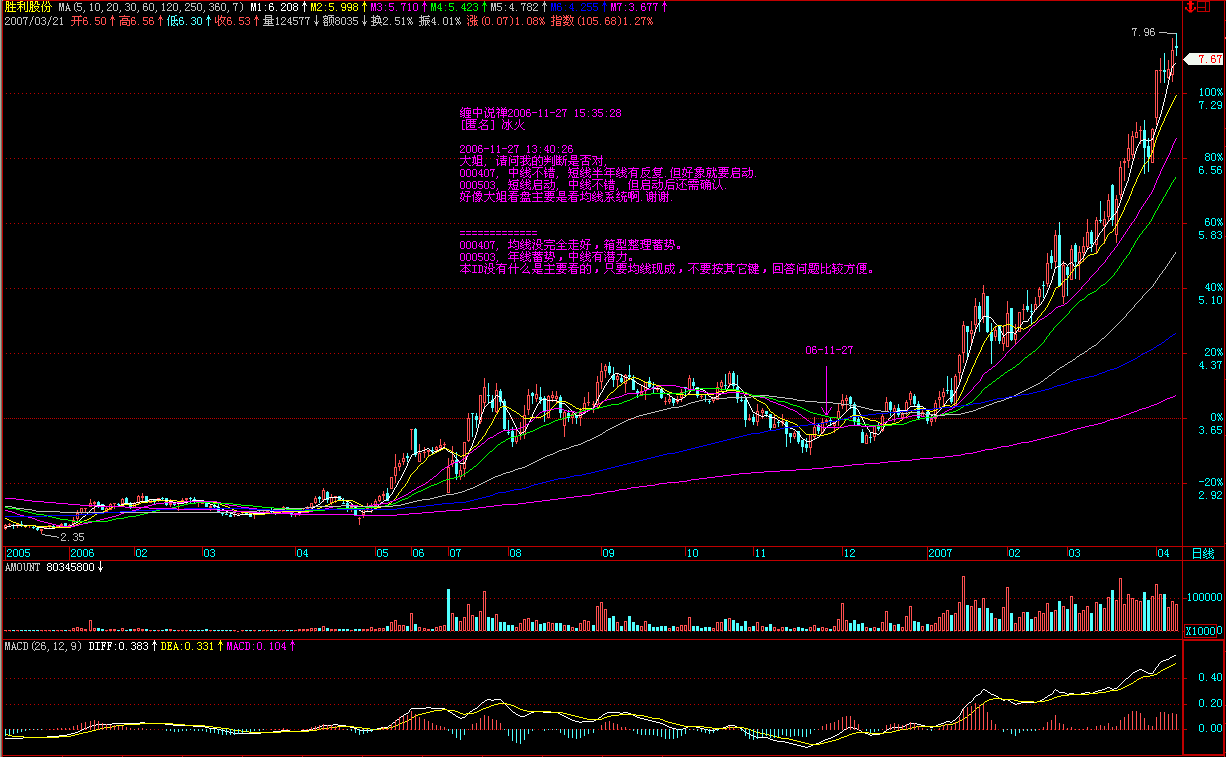 胜利股份 MA(5,10,20,30,60,120,250,360,7) M1:6.208↑M2:5.998↑M3:5.710↑M4:5.423↑M5:4.782↑M6:4.255↑M7:3.877↑
2007/03/21 开6.50↑高6.56↑低6.30↑收6.53↑量124577↓额8035↓换2.51% 振4.01% 涨(0.07)1.08% 指数(105.68)1.27%
7.96
7.67
100%
7.29
缠中说禅2006-11-27 15:35:28
[匿名] 冰火
2006-11-27 13:40:26
大姐, 请问我的判断是否对,
80%
000407, 中线不错, 短线半年线有反复.但好象就要启动.
6.56
000503, 短线启动, 中线不错, 但启动后还需确认.
好像大姐看盘主要是看均线系统啊.谢谢.
60%
=============
5.83
000407, 均线没完全走好，箱型整理蓄势。
000503, 年线蓄势，中线有潜力。
本ID没有什么是主要看的，只要均线现成，不要按其它键，回答问题比较方便。
40%
5.10
06-11-27
20%
4.37
0%
3.65
-20%
2.92
2.35
2005 2006 02 03 04 05 06 07 08 09 10 11 12 2007 02 03 04 日线
AMOUNT 80345800↓
100000
X10000
MACD(26,12,9) DIFF:0.383↑DEA:0.331↑MACD:0.104↑
0.40
0.20
0.00